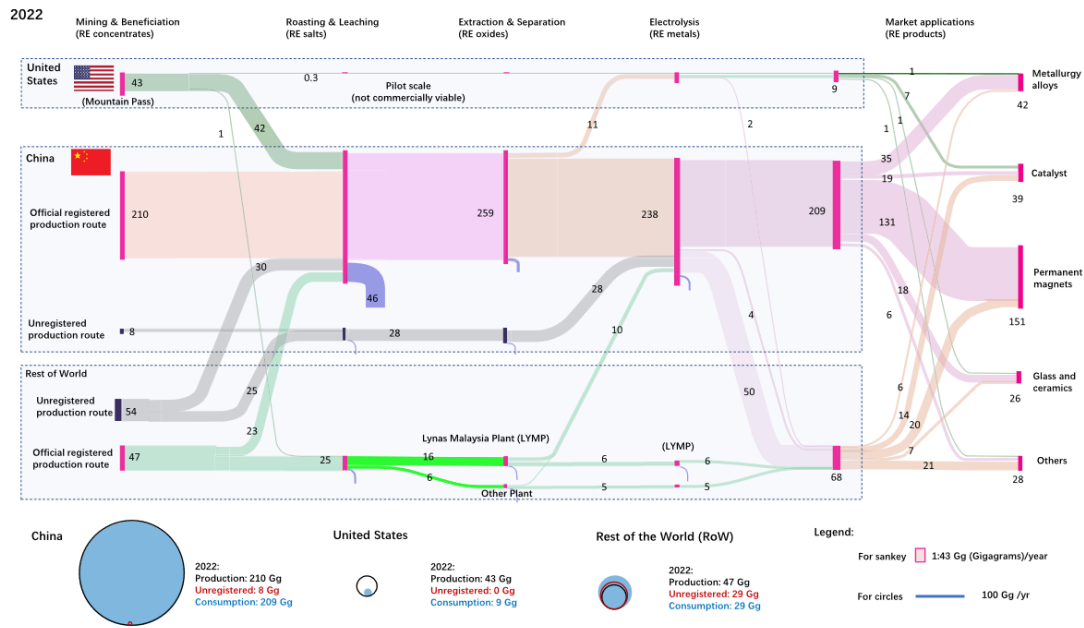 2022
Mining & Beneficiation
(RE concentrates)
Roasting & Leaching
(RE salts)
Extraction & Separation
(RE oxides)
Electrolysis
(RE metals)
Market applications
(RE products)
United
States
43
(Mountain Pass)
0.3
Pilot scale
(not commercially viable)
9
1
7
1
1
Metallurgy
alloys
42
1
42
11
2
China
35
19
Catalyst
39
Official registered
production route
210
259
238
209
131
30
46
28
4
18
6
Permanent
magnets
151
Unregistered
production route
8
28
10
Rest of World
Unregistered
production route
54
25
23
50
6
14
20
7
21
Glass and
ceramics
26
Official registered
production route
47
25
Lynas Malaysia Plant (LYMP)
16
6
Other Plant
6
5
(LYMP)
6
5
68
Others
28
China
2022:
Production: 210 Gg
Unregistered: 8 Gg
Consumption: 209 Gg
United States
2022:
Production: 43 Gg
Unregistered: 0 Gg
Consumption: 9 Gg
Rest of the World (RoW)
2022:
Production: 47 Gg
Unregistered: 29 Gg
Consumption: 29 Gg
Legend:
For sankey
1:43 Gg (Gigagrams)/year
For circles
100 Gg /yr